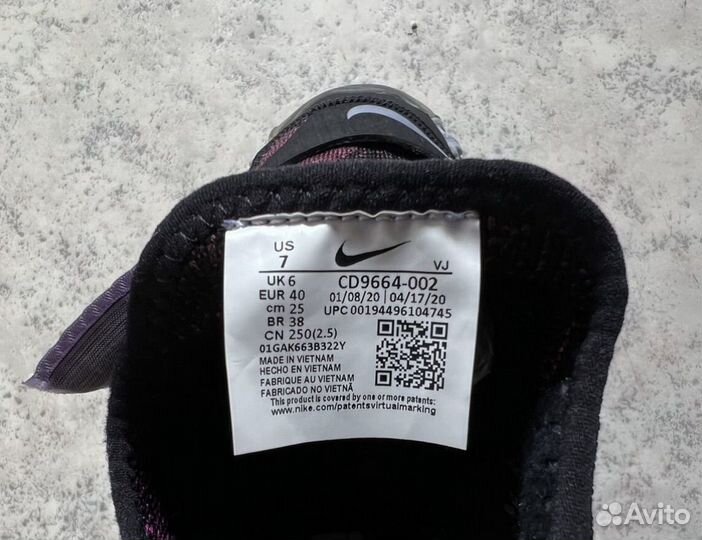 US
7
VJ
UK 6
EUR 40
cm 25
BR 38
CN 250(2.5)
CD9664-002
01/08/20 | 04/17/20
UPC 00194496104745
01GAK663B322Y
MADE IN VIETNAM
HECHO EN VIETNAM
FABRIQUE AU VIETNAM
FABRICADO NO VIETNÃ
This product is covered by one or more patents:
www.nike.com/patentsvirtualmarking
Avito